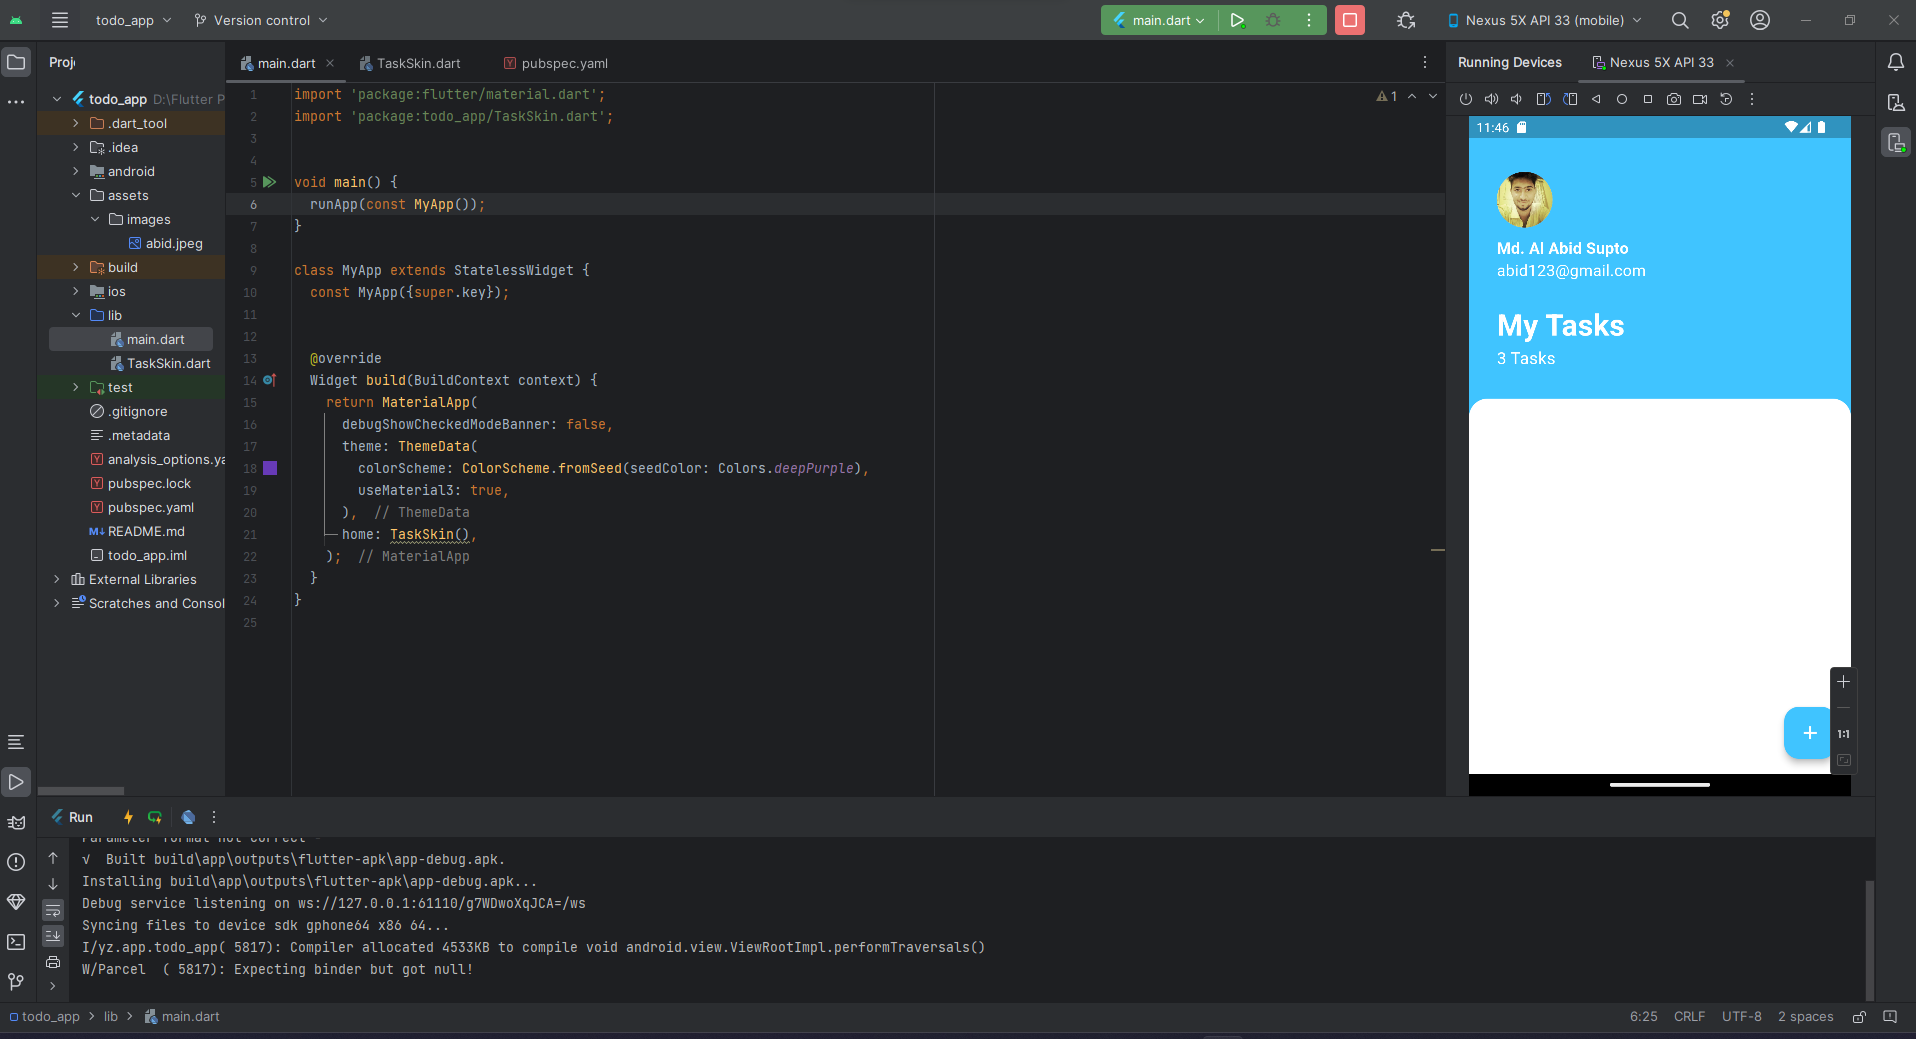 todo_app
Version control
main.dart
Nexus 5X API 33 (mobile)
Proj
main.dart
TaskSkin.dart
pubspec.yaml
Running Devices
Nexus 5X API 33
todo_app D:\Flutter P
.dart_tool
.idea
android
assets
images
abid.jpeg
build
ios
lib
main.dart
TaskSkin.dart
test
.gitignore
.metadata
analysis_options.ya
pubspec.lock
pubspec.yaml
M↓ README.md
todo_app.iml
External Libraries
Scratches and Consol
1 import 'package:flutter/material.dart';
2 import 'package:todo_app/TaskSkin.dart';
3
4
5 void main() {
6 runApp(const MyApp());
7 }
8
9 class MyApp extends StatelessWidget {
10 const MyApp({super.key});
11
12
13 @override
14 Widget build(BuildContext context) {
15 return MaterialApp(
16 debugShowCheckedModeBanner: false,
17 theme: ThemeData(
18 colorScheme: ColorScheme.fromSeed(seedColor: Colors.deepPurple),
19 useMaterial3: true,
20 ), // ThemeData
21 home: TaskSkin(),
22 ); // MaterialApp
23 }
24 }
25
1
11:46
Md. Al Abid Supto
abid123@gmail.com
My Tasks
3 Tasks
+
1:1
Run
Parameter format not correct -
√ Built build\app\outputs\flutter-apk\app-debug.apk.
Installing build\app\outputs\flutter-apk\app-debug.apk...
Debug service listening on ws://127.0.0.1:61110/g7WDwoXqJCA=/ws
Syncing files to device sdk gphone64 x86 64...
I/yz.app.todo_app( 5817): Compiler allocated 4533KB to compile void android.view.ViewRootImpl.performTraversals()
W/Parcel ( 5817): Expecting binder but got null!
todo_app > lib > main.dart
6:25 CRLF UTF-8 2 spaces